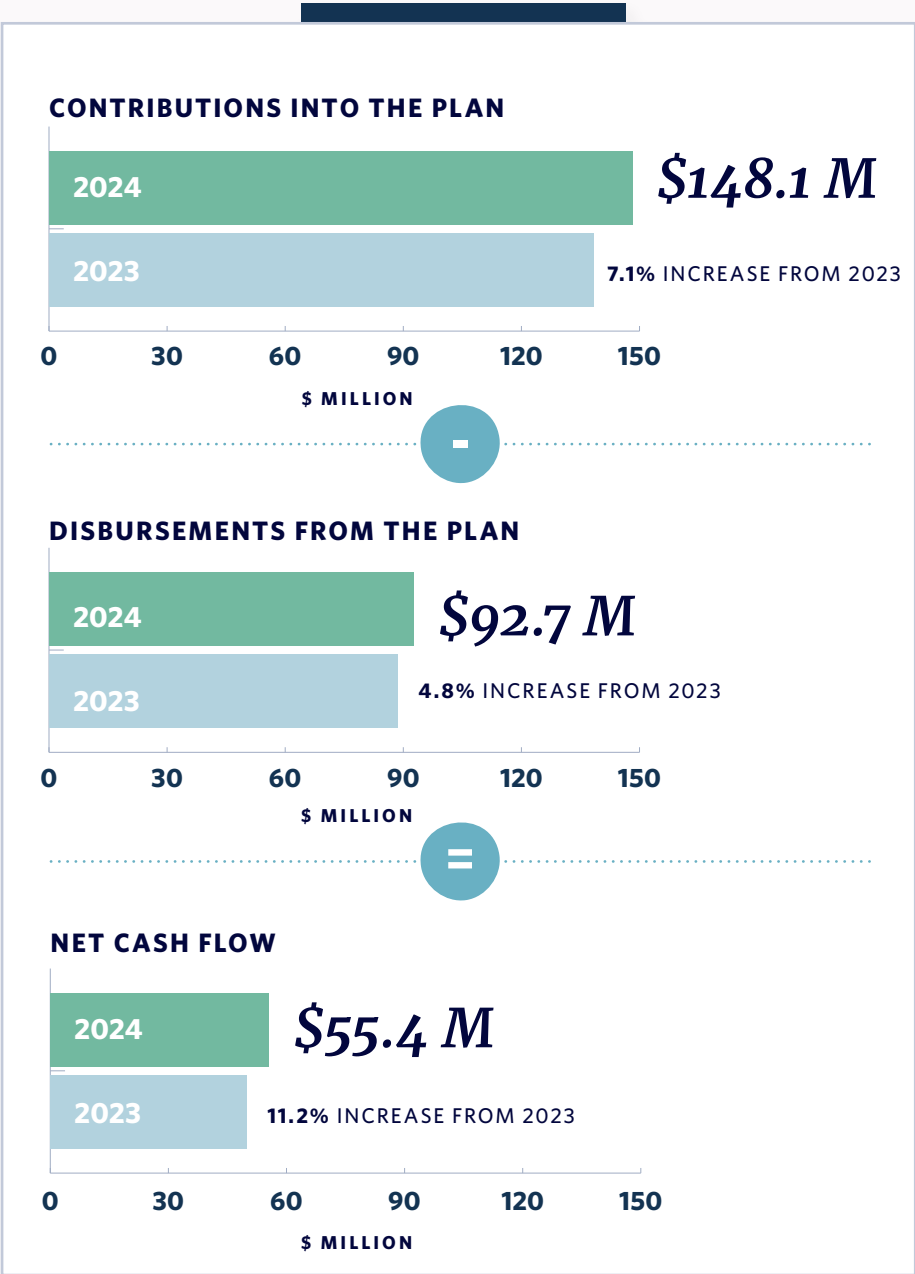 CONTRIBUTIONS INTO THE PLAN
2024
$148.1 M
2023
7.1% INCREASE FROM 2023
0 30 60 90 120 150
$ MILLION
-
DISBURSEMENTS FROM THE PLAN
2024
$92.7 M
2023
4.8% INCREASE FROM 2023
0 30 60 90 120 150
$ MILLION
=
NET CASH FLOW
2024
$55.4 M
2023
11.2% INCREASE FROM 2023
0 30 60 90 120 150
$ MILLION